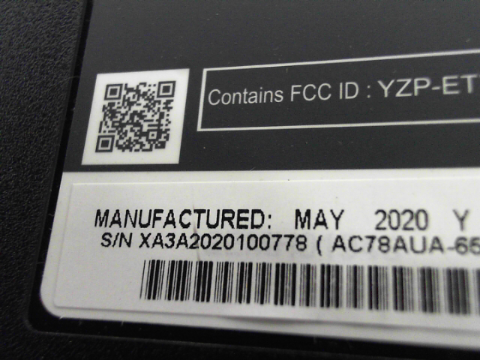 Contains FCC ID : YZP-ET
MANUFACTURED: MAY 2020 Y
S/N XA3A2020100778 ( AC78AUA-65